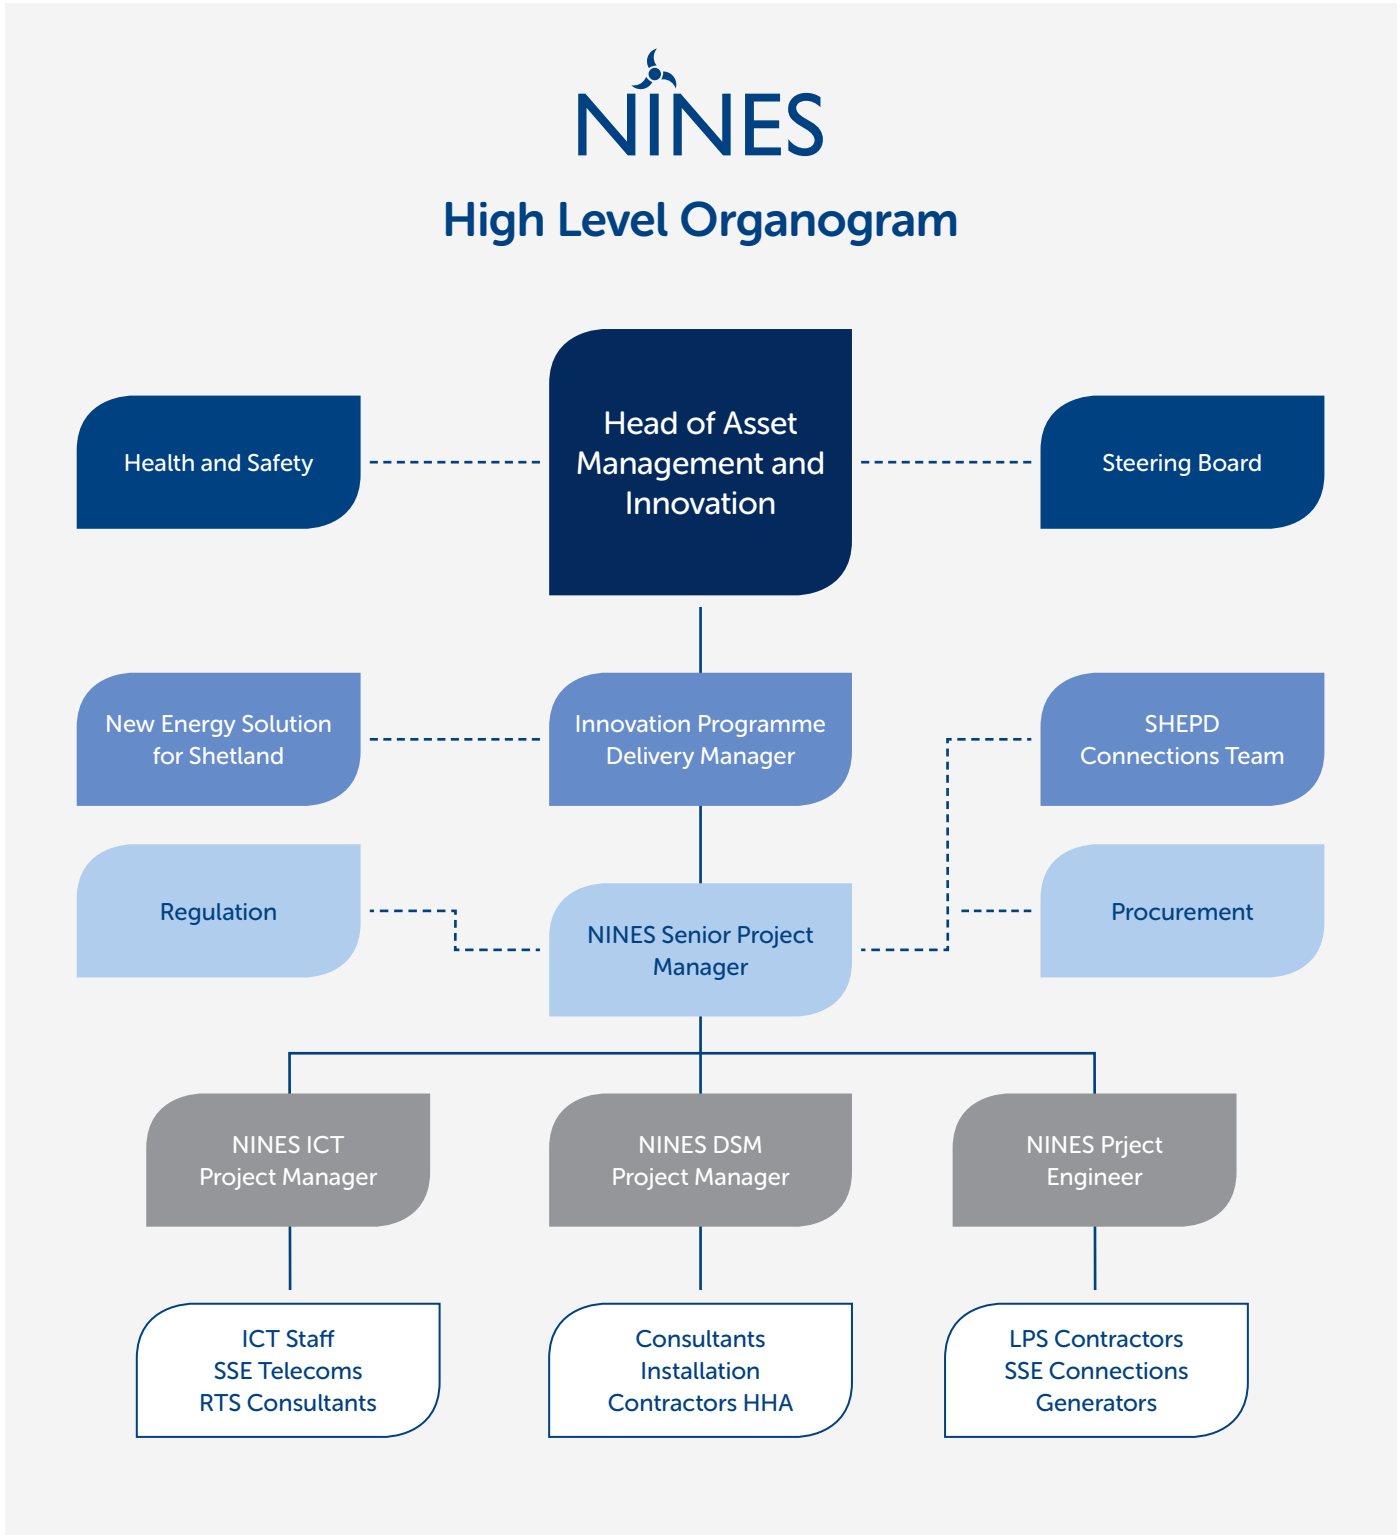 NINES
High Level Organogram
Health and Safety
Head of Asset
Management and
Innovation
Steering Board
New Energy Solution
for Shetland
Innovation Programme
Delivery Manager
SHEPD
Connections Team
Regulation
NINES Senior Project
Manager
Procurement
NINES ICT
Project Manager
NINES DSM
Project Manager
NINES Prject
Engineer
ICT Staff
SSE Telecoms
RTS Consultants
Consultants
Installation
Contractors HHA
LPS Contractors
SSE Connections
Generators